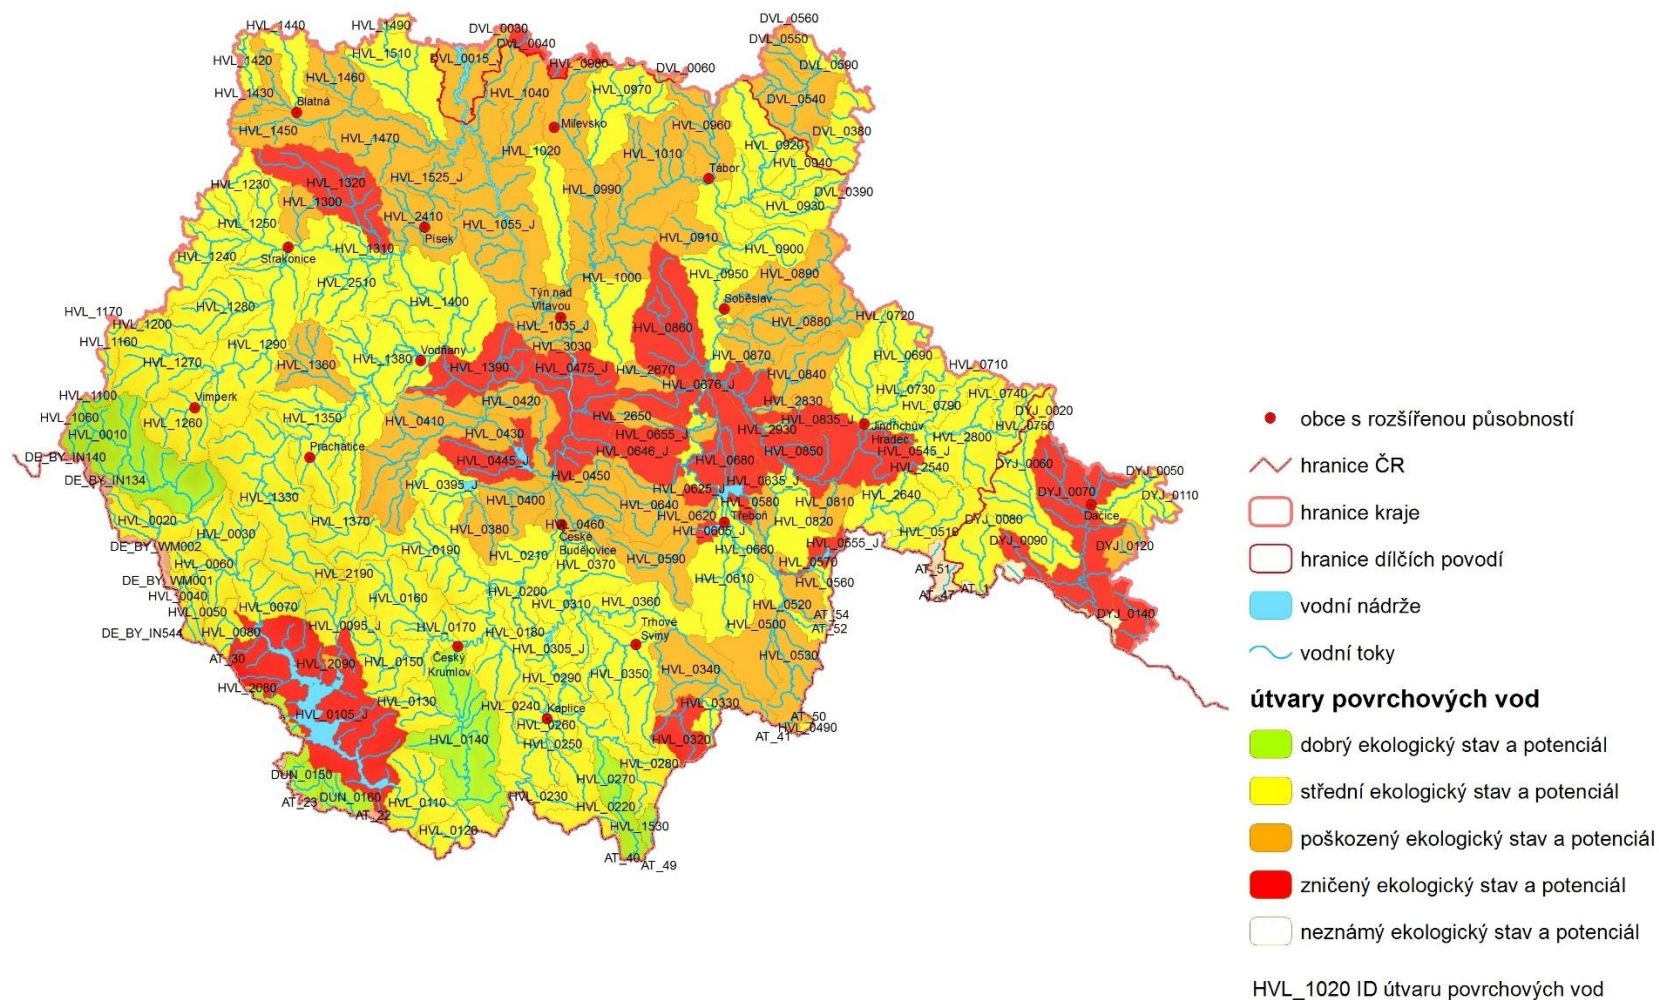 HVL_1440
HVL_1490
DVL_0030
DVL_0560
HVL_1420
HVL_1510
DVL_0015_J
DVL_0040
DVL_0550
HVL_1460
HVL_0980
DVL_0060
DVL_0590
HVL_1430
Blatná
HVL_1040
HVL_0970
DVL_0540
HVL_1450
HVL_1470
Milevsko
HVL_0960
DVL_0380
HVL_1020
HVL_1010
HVL_0920
HVL_0940
HVL_1230
HVL_1320
HVL_1525_J
HVL_0990
Tábor
DVL_0390
HVL_1300
HVL_0930
HVL_1250
HVL_2410
Písek
HVL_1055_J
HVL_0910
HVL_1240
Strakonice
HVL_1310
HVL_0900
HVL_2510
HVL_1000
HVL_0950
HVL_0890
HVL_1280
HVL_1400
Týn nad
Vltavou
Soběslav
HVL_1170
HVL_1200
HVL_1035_J
HVL_0860
HVL_0880
HVL_0720
HVL_1160
HVL_1290
HVL_3030
HVL_1270
HVL_1360
HVL_1380
Vodňany
HVL_1390
HVL_0475_J
HVL_2670
HVL_0870
HVL_0690
HVL_0710
HVL_0840
HVL_0676_J
HVL_1100
HVL_0730
HVL_0740
HVL_1060
Vimperk
HVL_0420
HVL_2830
HVL_0790
DYJ_0020
HVL_0010
HVL_1260
HVL_1350
HVL_0410
HVL_2650
HVL_0835_J
HVL_0750
HVL_0430
HVL_0655_J
HVL_2930
Jindřichův
Hradec
HVL_2800
DE_BY_IN140
Prachatice
HVL_0445_J
HVL_0646_J
HVL_0680
HVL_0850
HVL_0545_J
HVL_2540
DYJ_0060
DYJ_0050
DE_BY_IN134
HVL_0395_J
HVL_0450
HVL_0625_J
HVL_0635_J
DYJ_0070
DYJ_0110
HVL_1330
HVL_0400
HVL_0640
HVL_0580
HVL_0810
HVL_2640
Dačice
HVL_0020
HVL_1370
HVL_0380
HVL_0460
České
Budějovice
HVL_0620
Třeboň
HVL_0605_J
HVL_0820
HVL_0510
DYJ_0080
HVL_0030
DYJ_0090
DYJ_0120
DE_BY_WM002
HVL_0190
HVL_0210
HVL_0370
HVL_0590
HVL_0660
HVL_0555_J
HVL_0570
HVL_0060
HVL_2190
HVL_0610
HVL_0560
AT_51
AT_47
AT_1
DE_BY_WM001
HVL_0040
HVL_0160
HVL_0200
HVL_0310
HVL_0360
HVL_0520
AT_54
DYJ_0140
HVL_0050
HVL_0070
HVL_0095_J
HVL_0170
HVL_0180
Trhové
Sviny
HVL_0500
AT_52
DE_BY_IN544
HVL_0080
HVL_0305_J
HVL_0530
AT_30
HVL_2090
HVL_0150
Český
Krumlov
HVL_0290
HVL_0350
HVL_0340
HVL_2080
HVL_0130
HVL_0240
Kaplice
HVL_0330
HVL_0105_J
HVL_0140
HVL_0260
HVL_0250
HVL_0320
AT_50
HVL_0490
AT_41
DUN_0150
HVL_0270
HVL_0280
AT_23
DUN_0160
AT_22
HVL_0110
HVL_0230
HVL_0220
HVL_0120
HVL_1530
AT_40
AT_49
obce s rozšířenou působností
hranice ČR
hranice kraje
hranice dílčích povodí
vodní nádrže
vodní toky
útvary povrchových vod
dobrý ekologický stav a potenciál
střední ekologický stav a potenciál
poškozený ekologický stav a potenciál
zničený ekologický stav a potenciál
neznámý ekologický stav a potenciál
HVL_1020 ID útvaru povrchových vod